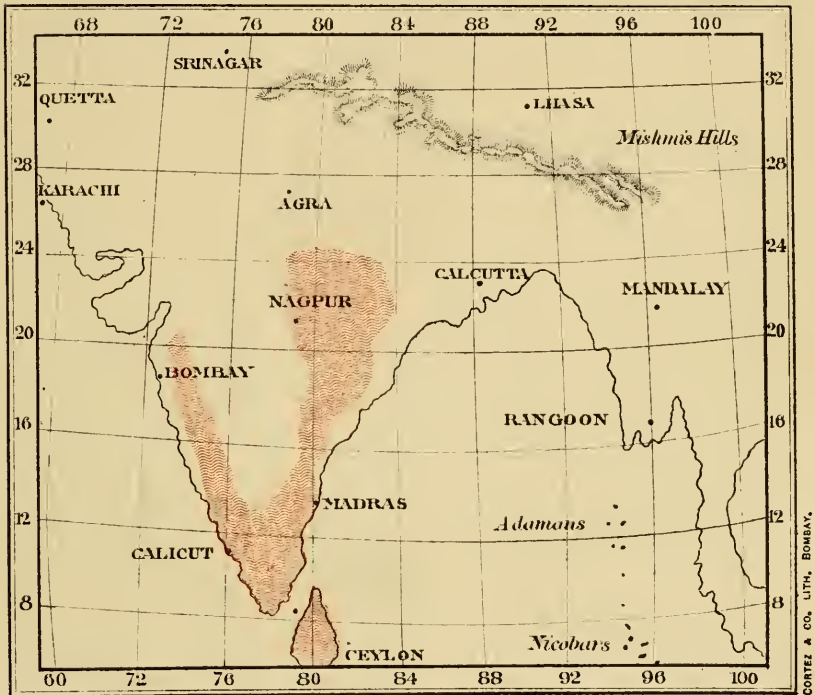 68 72 76 80 84 88 92 96 100
SRINAGAR
32 32
QUETTA
LHASA
Mishmis Hills
28 28
KARACHI
AGRA
24 24
CALCUTTA
NAGPUR
MANDALAY
20 20
BOMBAY
16 RANGOON 16
MADRAS
12 Adamans 12
CALICUT
8 8
Nicobars
CEYLON
60 72 76 80 84 88 92 96 100
CORTEZ & CO. LITH. BOMBAY.